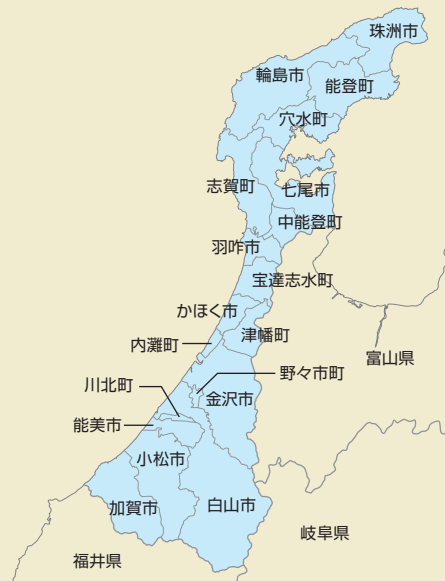 珠洲市
輪島市
能登町
穴水町
志賀町
七尾市
中能登町
羽咋市
宝達志水町
かほく市
津幡町
内灘町
富山県
野々市町
川北町
金沢市
能美市
小松市
加賀市
白山市
岐阜県
福井県